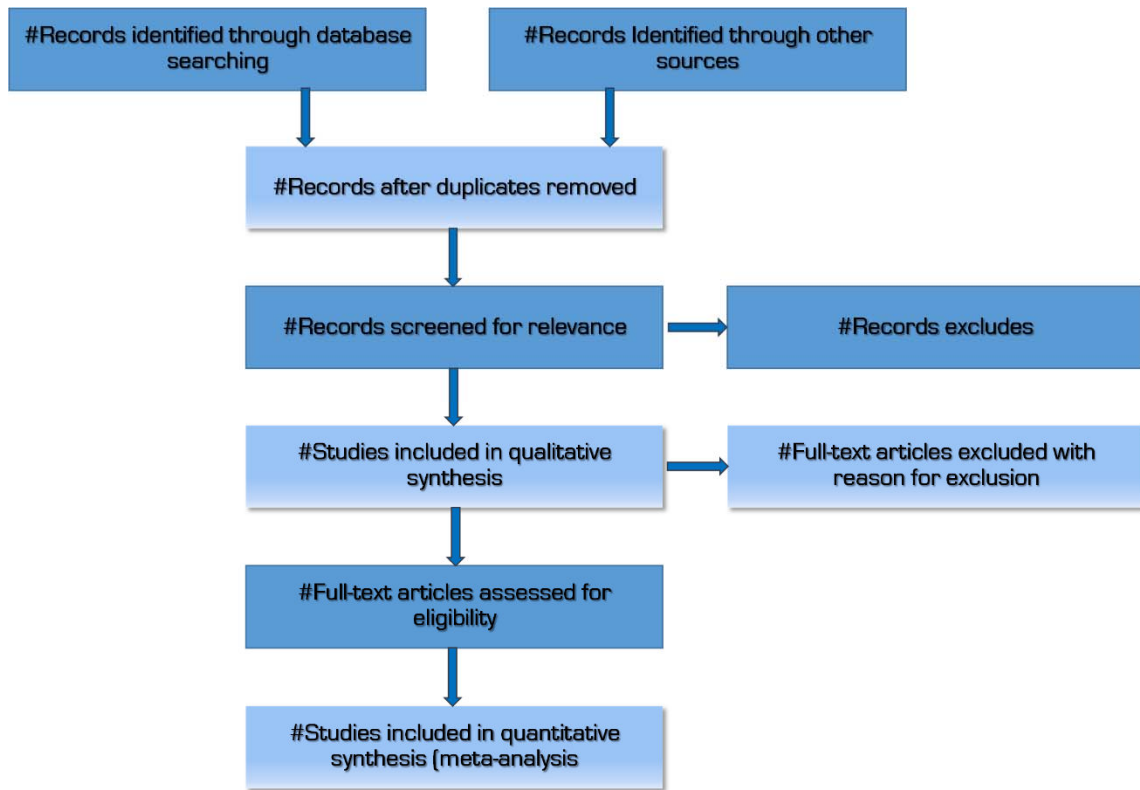 #Records identified through database
searching
#Records Identified through other
sources
#Records after duplicates removed
#Records screened for relevance
#Records excludes
#Studies included in qualitative
synthesis
#Full-text articles excluded with
reason for exclusion
#Full-text articles assessed for
eligibility
#Studies included in quantitative
synthesis (meta-analysis